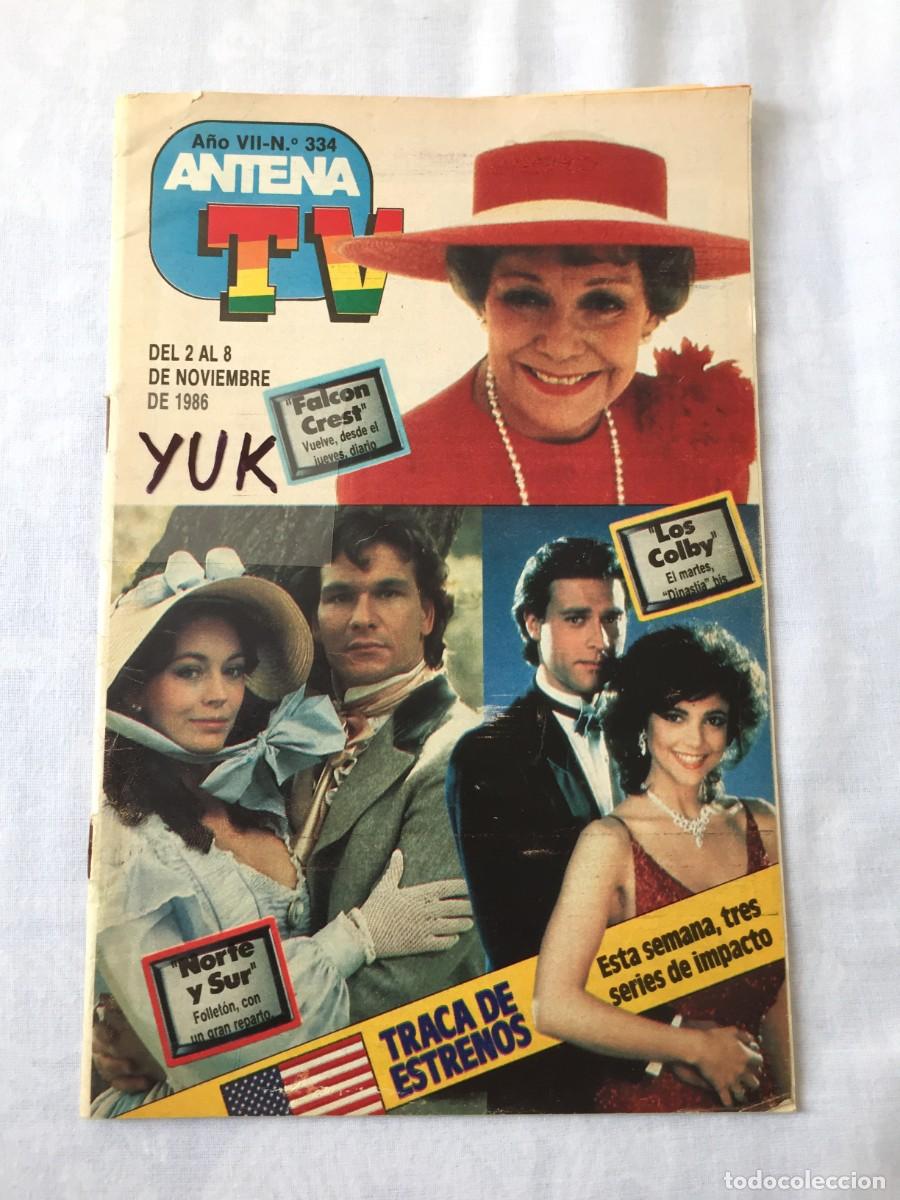 Año VII-N.º 334
ANTENA
TV
DEL 2 AL 8
DE NOVIEMBRE
DE 1986
"Falcon
Crest"
Vuelve, desde el
jueves, diario
YUK
"Los
Colby"
El martes,
"Dinastía" bis
"Norte
y Sur"
Folletón, con
un gran reparto
TRACA DE
ESTRENOS
Esta semana, tres
series de impacto
todocoleccion